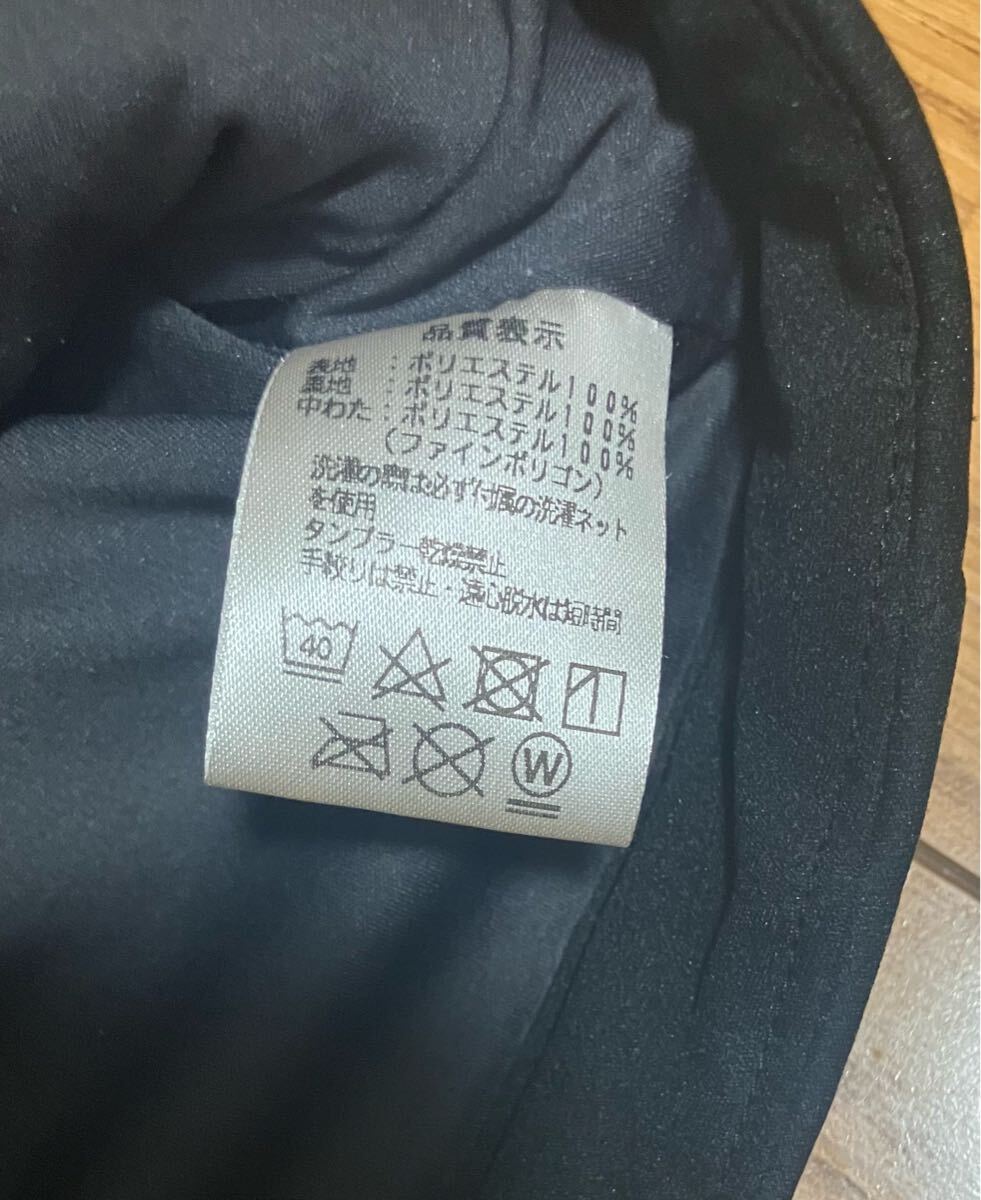 品質表示
表地 : ポリエステル100%
裏地 : ポリエステル100%
中わた : ポリエステル100%
(ファインポリゴン)
洗濯の際は必ず付属の洗濯ネット
を使用
タンブラー乾燥禁止
手絞りは禁止・遠心脱水は短時間
40
W